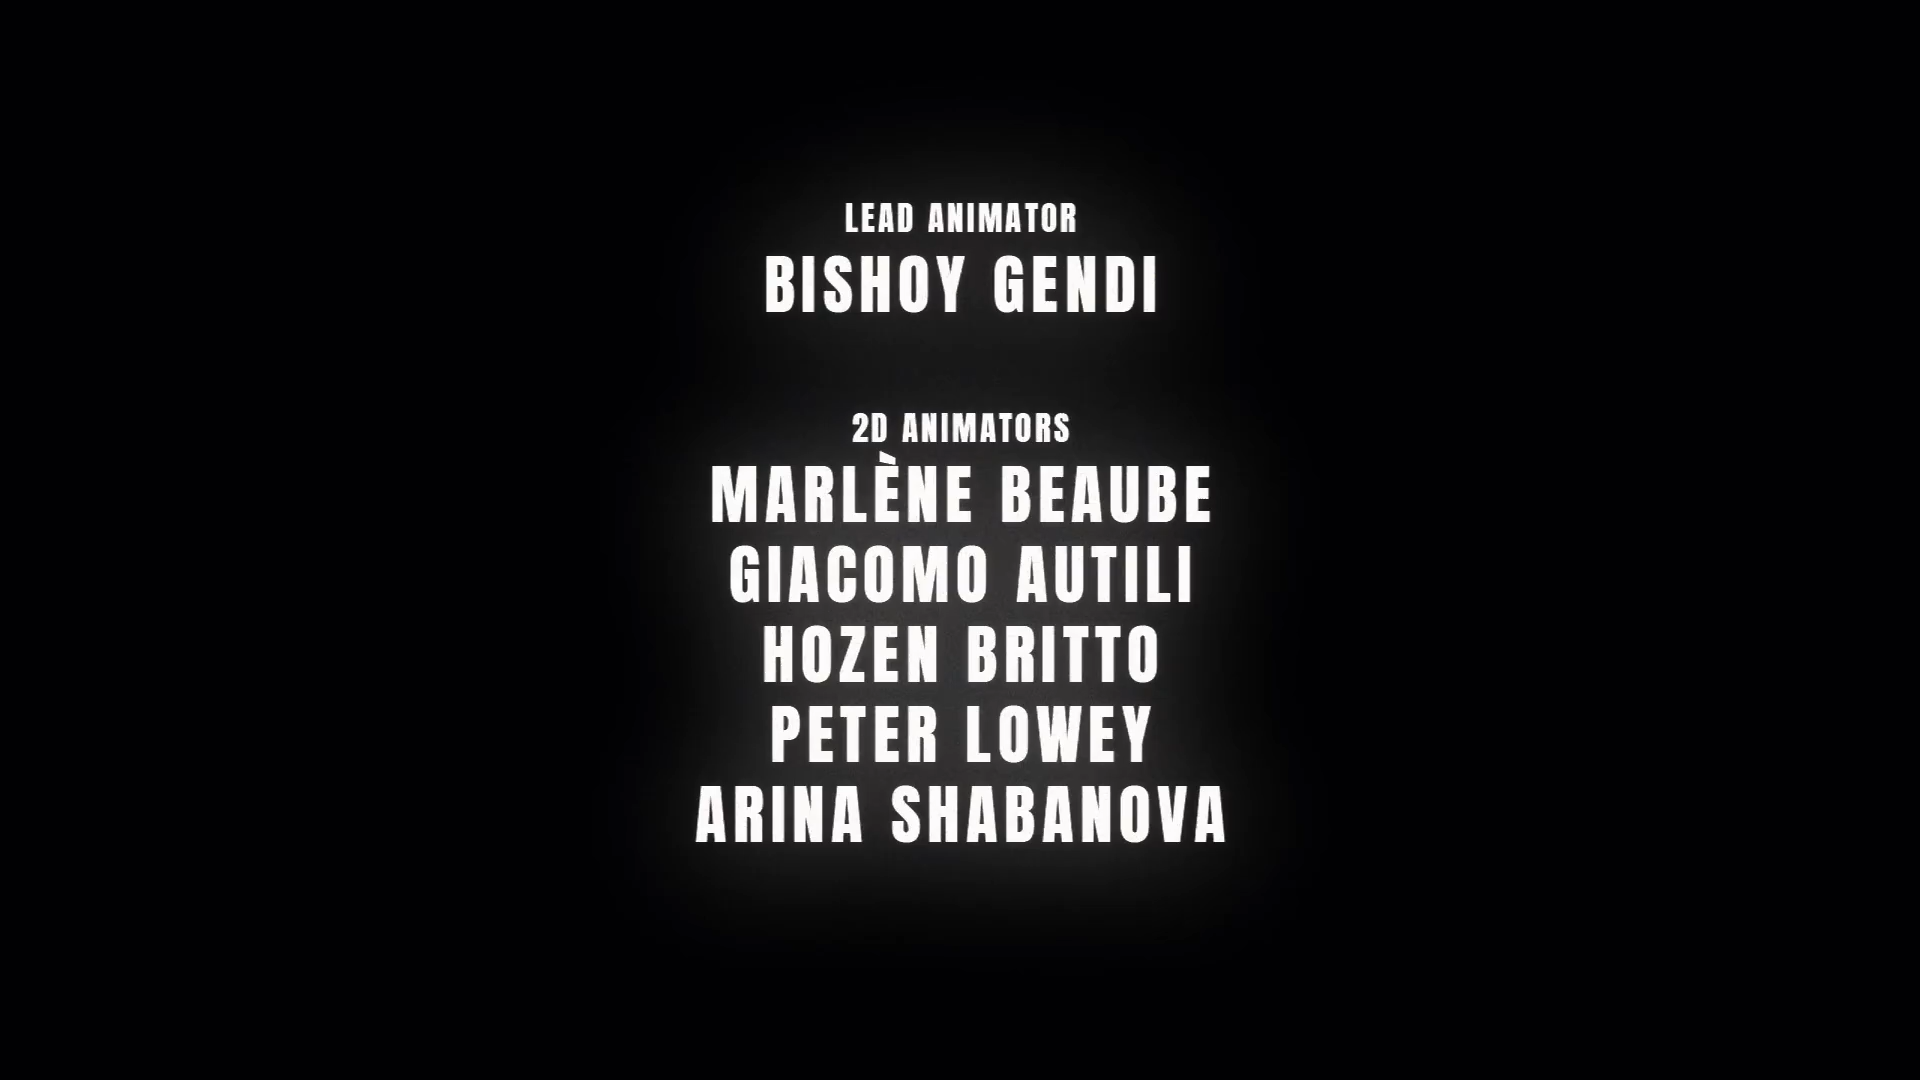 LEAD ANIMATOR
BISHOY GENDI
2D ANIMATORS
MARLÈNE BEAUBE
GIACOMO AUTILI
HOZEN BRITTO
PETER LOWEY
ARINA SHABANOVA